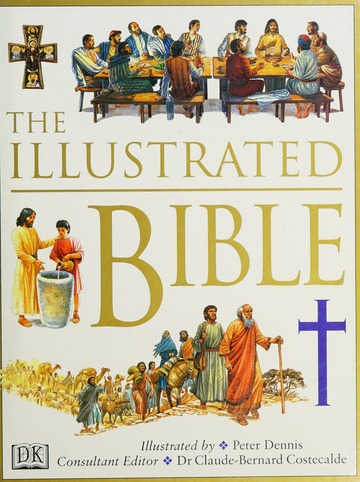 THE
ILLUSTRATED
BIBLE
DK
Illustrated by ❖ Peter Dennis
Consultant Editor ❖ Dr Claude-Bernard Costecalde